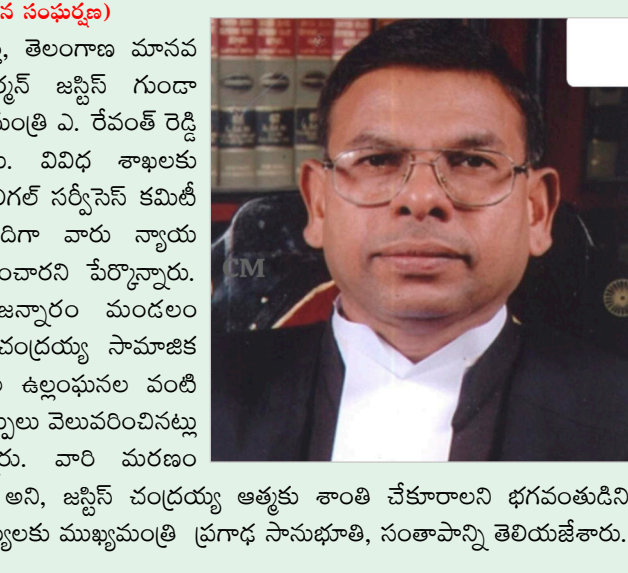 న సంఘర్షణ)
తెలంగాణ మానవ
ర్మన్ జస్టిస్ గుండా
మంత్రి ఎ. రేవంత్ రెడ్డి
వివిధ శాఖలకు
లీగల్ సర్వీసెస్ కమిటీ
దిగా వారు న్యాయ
ంచారని పేర్కొన్నారు.
జన్నారం మండలం
చంద్రయ్య సామాజిక
ఉల్లంఘనల వంటి
ప్పులు వెలువరించినట్లు
రు. వారి మరణం
అని, జస్టిస్ చంద్రయ్య ఆత్మకు శాంతి చేకూరాలని భగవంతుడిని
్యులకు ముఖ్యమంత్రి ప్రగాఢ సానుభూతి, సంతాపాన్ని తెలియజేశారు.
CM